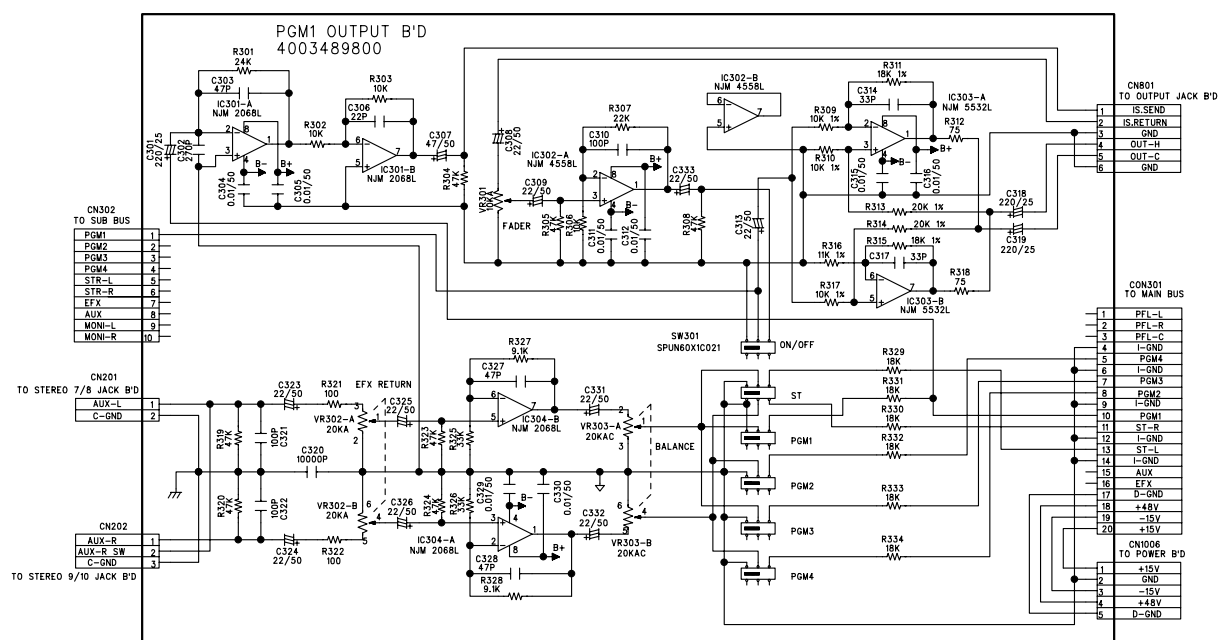 PGM1 OUTPUT B'D
4003489800
R301
24K
C303
47P
IC301-A
NJM 2068L
C301
220/25
C302
270P
C304
0.01/50
C305
0.01/50
B-
B+
R302
10K
R303
10K
C306
22P
IC301-B
NJM 2068L
C307
47/50
R304
47K
C308
22/50
VR301
10KA
FADER
IC302-A
NJM 4558L
C309
22/50
R305
47K
R306
10K
R307
22K
C310
100P
C311
0.01/50
C312
0.01/50
B+
B-
C333
22/50
R308
47K
IC302-B
NJM 4558L
C313
22/50
R309
10K 1%
R310
10K 1%
R311
18K 1%
C314
33P
IC303-A
NJM 5532L
R312
75
C315
0.01/50
C316
0.01/50
B+
B-
R313
20K 1%
R314
20K 1%
R315
18K 1%
C317
33P
R316
11K 1%
R317
10K 1%
IC303-B
NJM 5532L
R318
75
C318
220/25
C319
220/25
CN801
TO OUTPUT JACK B'D
1 IS.SEND
2 IS.RETURN
3 GND
4 OUT-H
5 OUT-C
6 GND
CN302
TO SUB BUS
PGM1 1
PGM2 2
PGM3 3
PGM4 4
STR-L 5
STR-R 6
EFX 7
AUX 8
MONI-L 9
MONI-R 10
CON301
TO MAIN BUS
1 PFL-L
2 PFL-R
3 PFL-C
4 I-GND
5 PGM4
6 I-GND
7 PGM3
8 PGM2
9 I-GND
10 PGM1
11 ST-R
12 I-GND
13 ST-L
14 I-GND
15 AUX
16 EFX
17 D-GND
18 +48V
19 -15V
20 +15V
SW301
SPUN60X1C021
ON/OFF
ST
PGM1
PGM2
PGM3
PGM4
R329
18K
R331
18K
R330
18K
R332
18K
R333
18K
R334
18K
CN201
TO STEREO 7/8 JACK B'D
AUX-L 1
C-GND 2
C323
22/50
R321
100
EFX RETURN
VR302-A
20KA
C325
22/50
R319
47K
100P
C321
C320
10000P
R320
47K
100P
C322
VR302-B
20KA
C326
22/50
C324
22/50
R322
100
CN202
AUX-R 1
AUX-R SW 2
C-GND 3
TO STEREO 9/10 JACK B'D
R327
9.1K
C327
47P
IC304-B
NJM 2068L
R323
47K
R325
33K
C331
22/50
VR303-A
20KAC
BALANCE
R324
47K
R326
33K
C329
0.01/50
C330
0.01/50
B-
B+
IC304-A
NJM 2068L
C328
47P
R328
9.1K
C332
22/50
VR303-B
20KAC
CN1006
TO POWER B'D
1 +15V
2 GND
3 -15V
4 +48V
5 D-GND